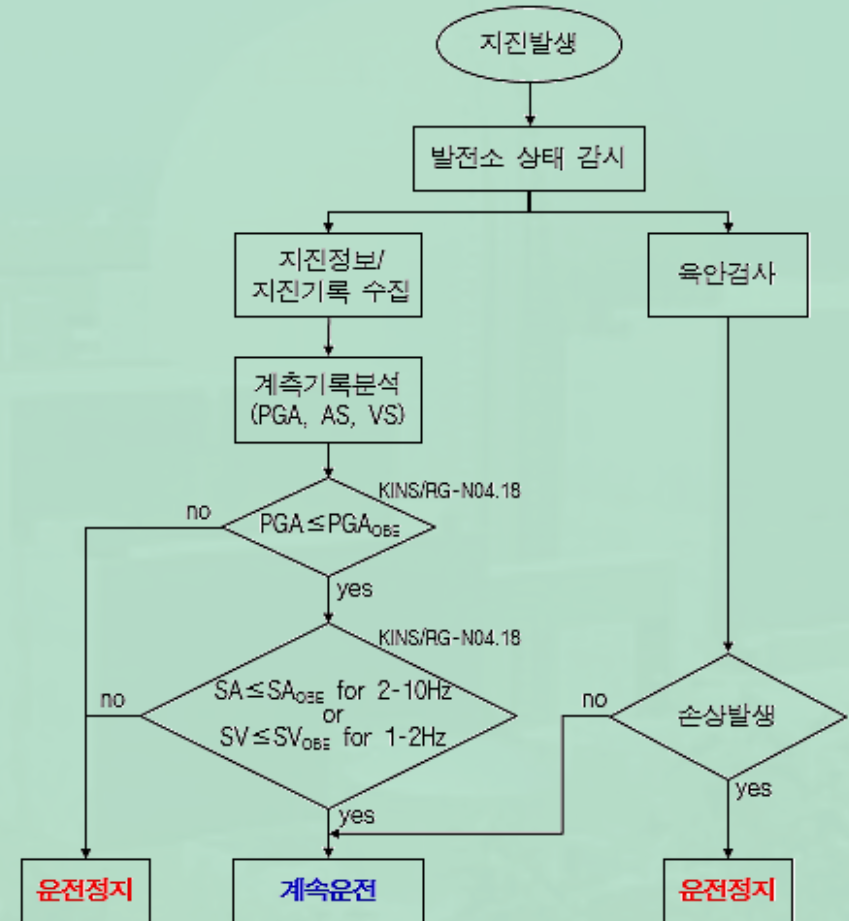 지진발생
발전소 상태 감시
지진정보/
지진기록 수집
육안검사
계측기록분석
(PGA, AS, VS)
KINS/RG-N04.18
no
PGA≤PGA_OBE
yes
KINS/RG-N04.18
no
SA≤SA_OBE for 2-10Hz
or
SV≤SV_OBE for 1-2Hz
no
손상발생
yes
yes
운전정지
계속운전
운전정지